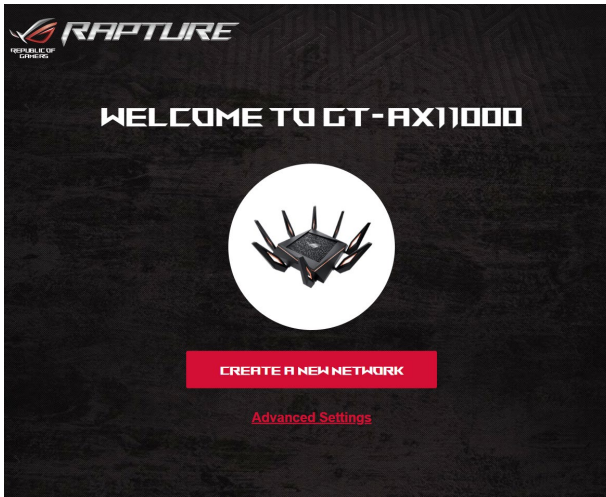 RAPTURE
REPUBLIC OF
GAMERS
WELCOME TO GT-AX11000
CREATE A NEW NETWORK
Advanced Settings